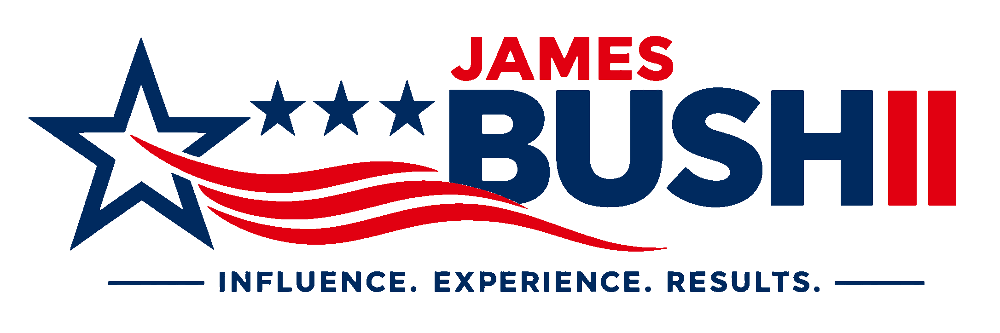 JAMES
BUSH II
INFLUENCE. EXPERIENCE. RESULTS.